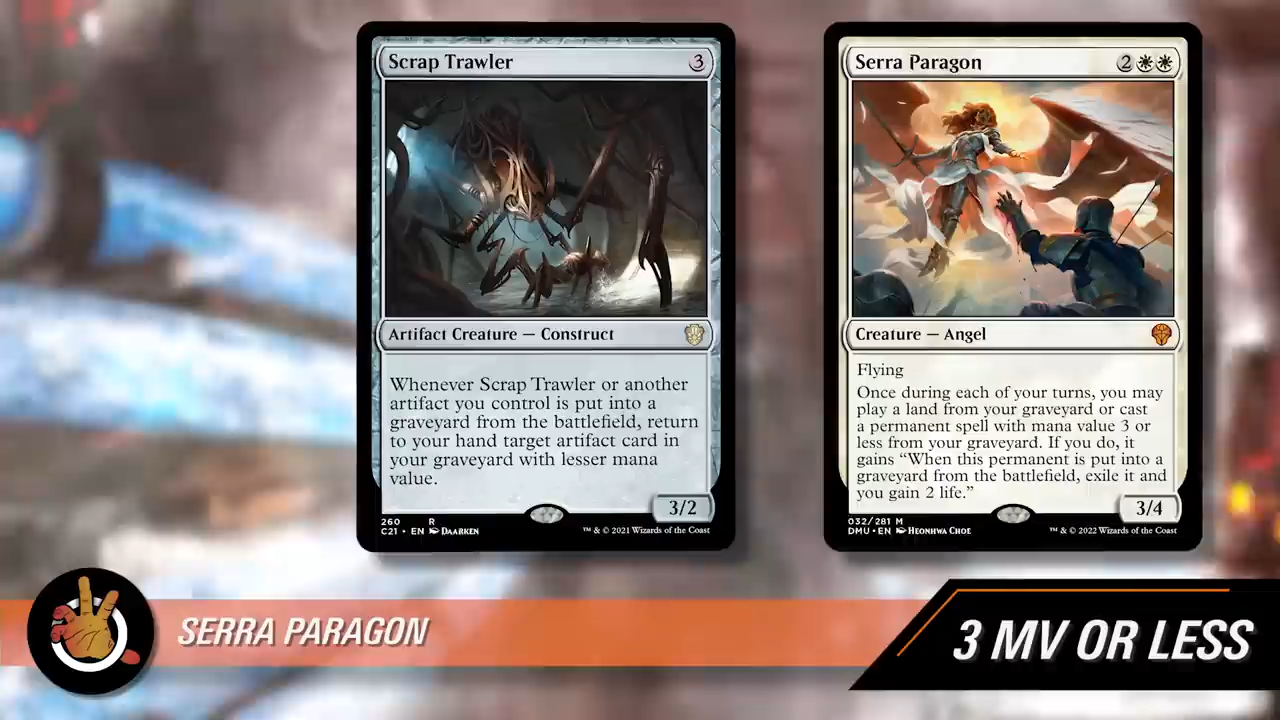 Scrap Trawler 3
Artifact Creature — Construct
Whenever Scrap Trawler or another
artifact you control is put into a
graveyard from the battlefield, return
to your hand target artifact card in
your graveyard with lesser mana
value.
3/2
260 R
C21 • EN DAARKEN
™ & © 2021 Wizards of the Coast
Serra Paragon 2
Creature — Angel
Flying
Once during each of your turns, you may
play a land from your graveyard or cast
a permanent spell with mana value 3 or
less from your graveyard. If you do, it
gains “When this permanent is put into a
graveyard from the battlefield, exile it and
you gain 2 life.”
3/4
032/281 M
DMU • EN HEONHWA CHOE
™ & © 2022 Wizards of the Coast
SERRA PARAGON
3 MV OR LESS